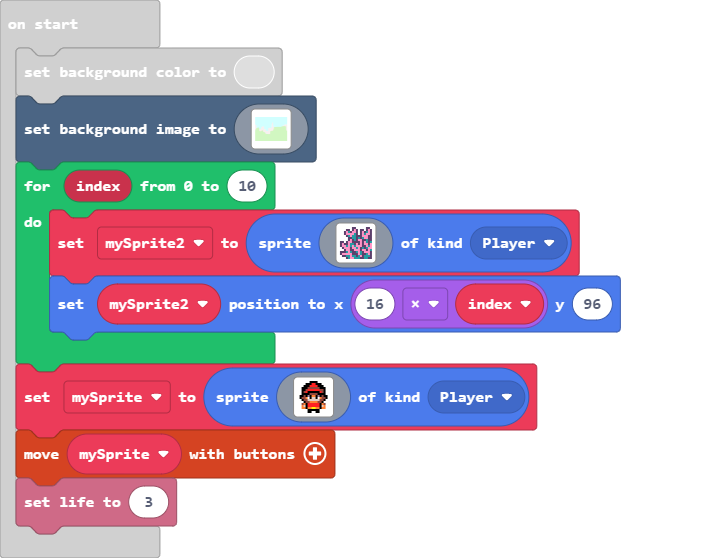 on start
set background color to
set background image to
for index from 0 to 10
do
set mySprite2 to sprite of kind Player
set mySprite2 position to x 16 × index y 96
set mySprite to sprite of kind Player
move mySprite with buttons
set life to 3